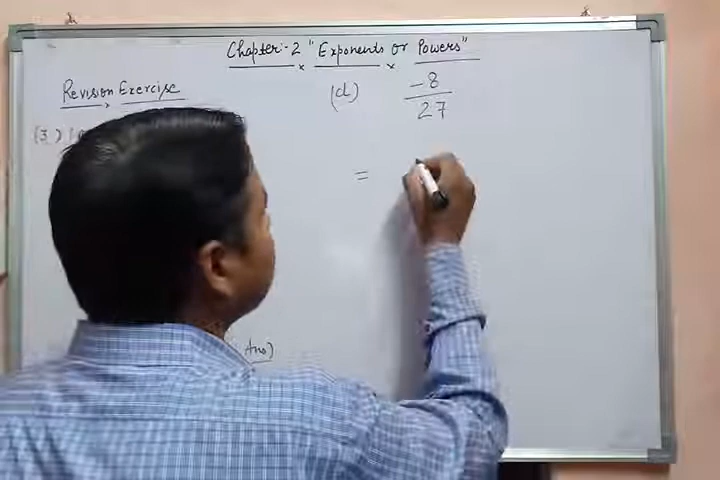 Chapter:-2 "Exponents or Powers"
Revision Exercise
(3)
(d) -8
27
=
Ans)